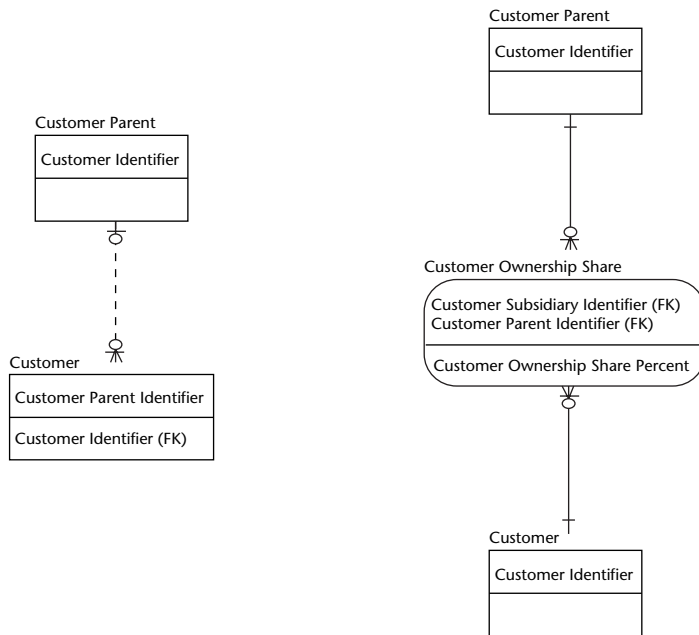 Customer Parent
Customer Identifier
Customer
Customer Parent Identifier
Customer Identifier (FK)
Customer Parent
Customer Identifier
Customer Ownership Share
Customer Subsidiary Identifier (FK)
Customer Parent Identifier (FK)
Customer Ownership Share Percent
Customer
Customer Identifier